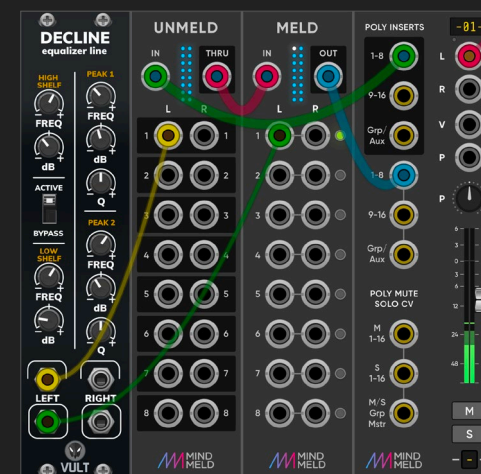 DECLINE
equalizer line
HIGH
SHELF
FREQ
dB
ACTIVE
BYPASS
LOW
SHELF
FREQ
dB
PEAK 1
FREQ
dB
Q
PEAK 2
FREQ
dB
Q
LEFT
RIGHT
VULT
UNMELD
IN
THRU
L R
1 1
2 2
3 3
4 4
5 5
6 6
7 7
8 8
MIND
MELD
MELD
IN
OUT
L R
1
2
3
4
5
6
7
8
MIND
MELD
POLY INSERTS
1-8
9-16
Grp/
Aux
1-8
9-16
Grp/
Aux
POLY MUTE
SOLO CV
M
1-16
S
1-16
M/S
Grp
Mstr
MIND
MELD
-01-
L
R
V
P
P
6
3
0
3
6
12
24
48
M
S
-